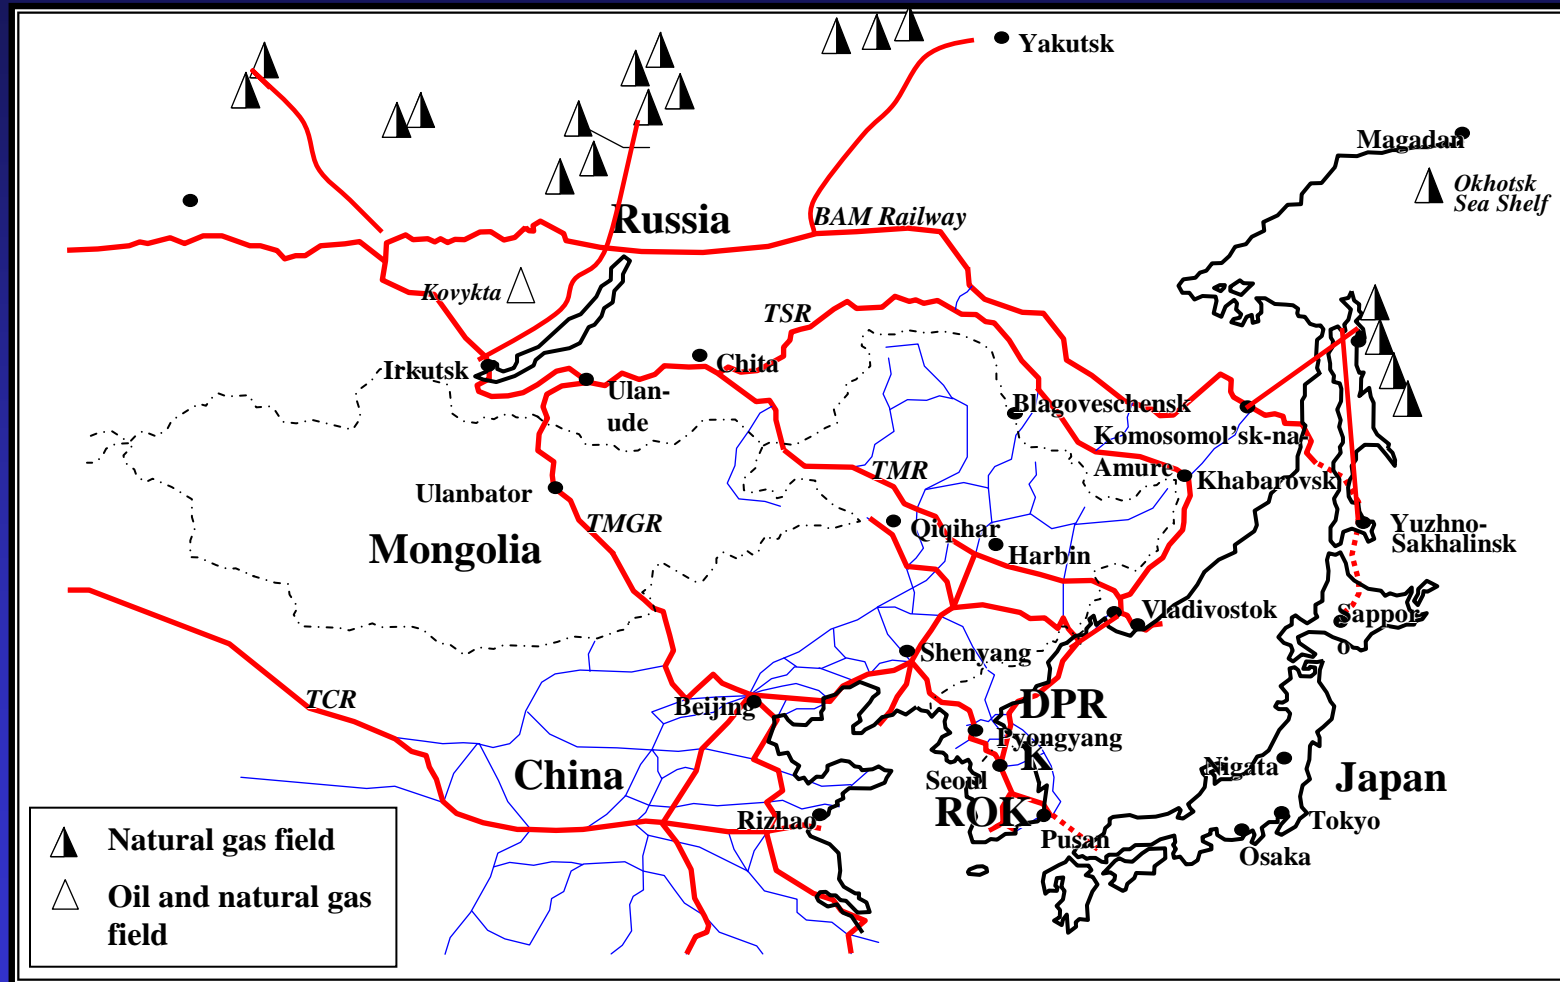 Yakutsk
Magadan
Okhotsk
Sea Shelf
Russia
BAM Railway
Kovykta
TSR
Irkutsk
Chita
Ulan-
ude
Blagoveschensk
Komosomol'sk-na-
Amure
Khabarovsk
TMR
Ulanbator
TMGR
Mongolia
Qiqihar
Harbin
Yuzhno-
Sakhalinsk
Vladivostok
Sappor
o
Shenyang
TCR
Beijing
DPR
K
Pyongyang
China
Seoul
Nigata
Japan
ROK
Rizhao
Pusan
Tokyo
Osaka
Natural gas field
Oil and natural gas
field